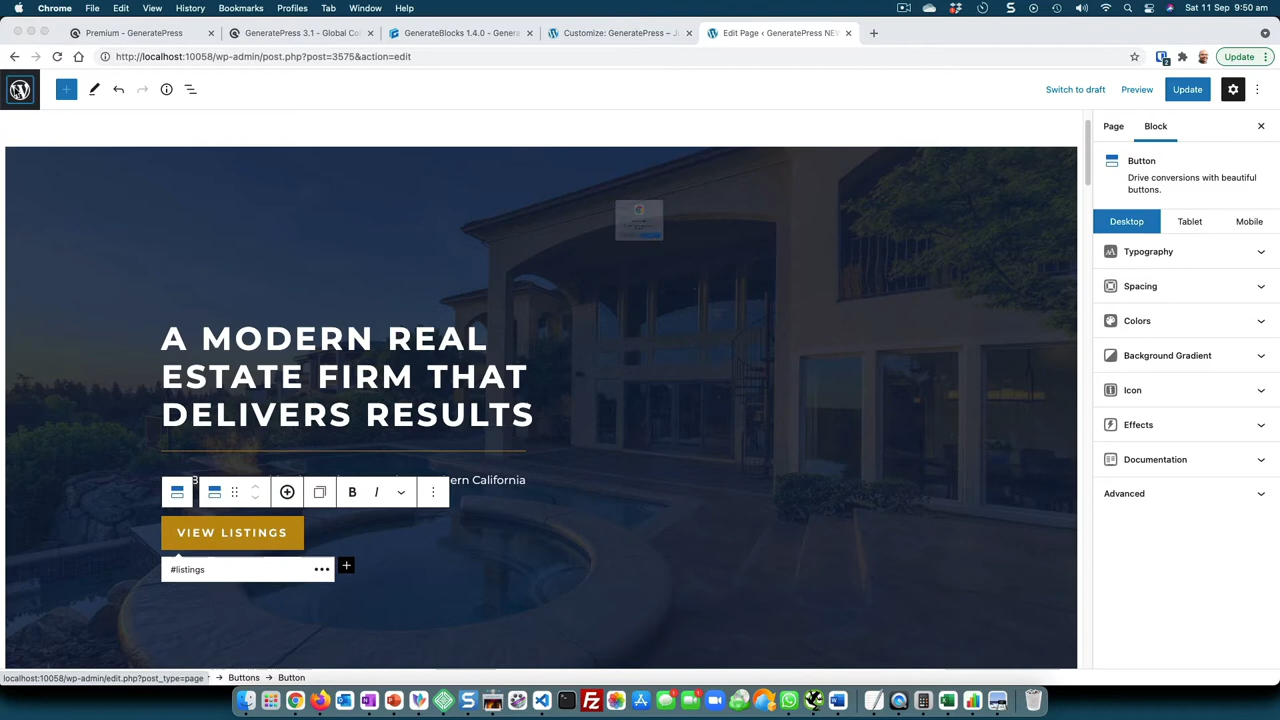 Chrome File Edit View History Bookmarks Profiles Tab Window Help Sat 11 Sep 9:50 am
Premium - GeneratePress
GeneratePress 3.1 - Global Co
GenerateBlocks 1.4.0 - Generat
Customize: GeneratePress – Ju
Edit Page ‹ GeneratePress NEW
http://localhost:10058/wp-admin/post.php?post=3575&action=edit
2
Update
Switch to draft
Preview
Update
Page
Block
Button
Drive conversions with beautiful
buttons.
Desktop
Tablet
Mobile
Typography
Spacing
Colors
Background Gradient
Icon
Effects
Documentation
Advanced
A MODERN REAL
ESTATE FIRM THAT
DELIVERS RESULTS
ern California
B I
VIEW LISTINGS
#listings
localhost:10058/wp-admin/edit.php?post_type=page
→ Buttons → Button